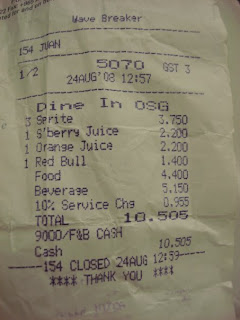 Wave Breaker
154 JUAN
1/2 5070 GST 3
24AUG'08 12:57
Dine In OSG
3 Sprite 3.750
1 S'berry Juice 2.200
1 Orange Juice 2.200
1 Red Bull 1.400
Food 4.400
Beverage 5.150
10% Service Chg 0.955
TOTAL 10.505
9000/F&B CASH
Cash 10.505
-----154 CLOSED 24AUG 12:59-----
**** THANK YOU ****